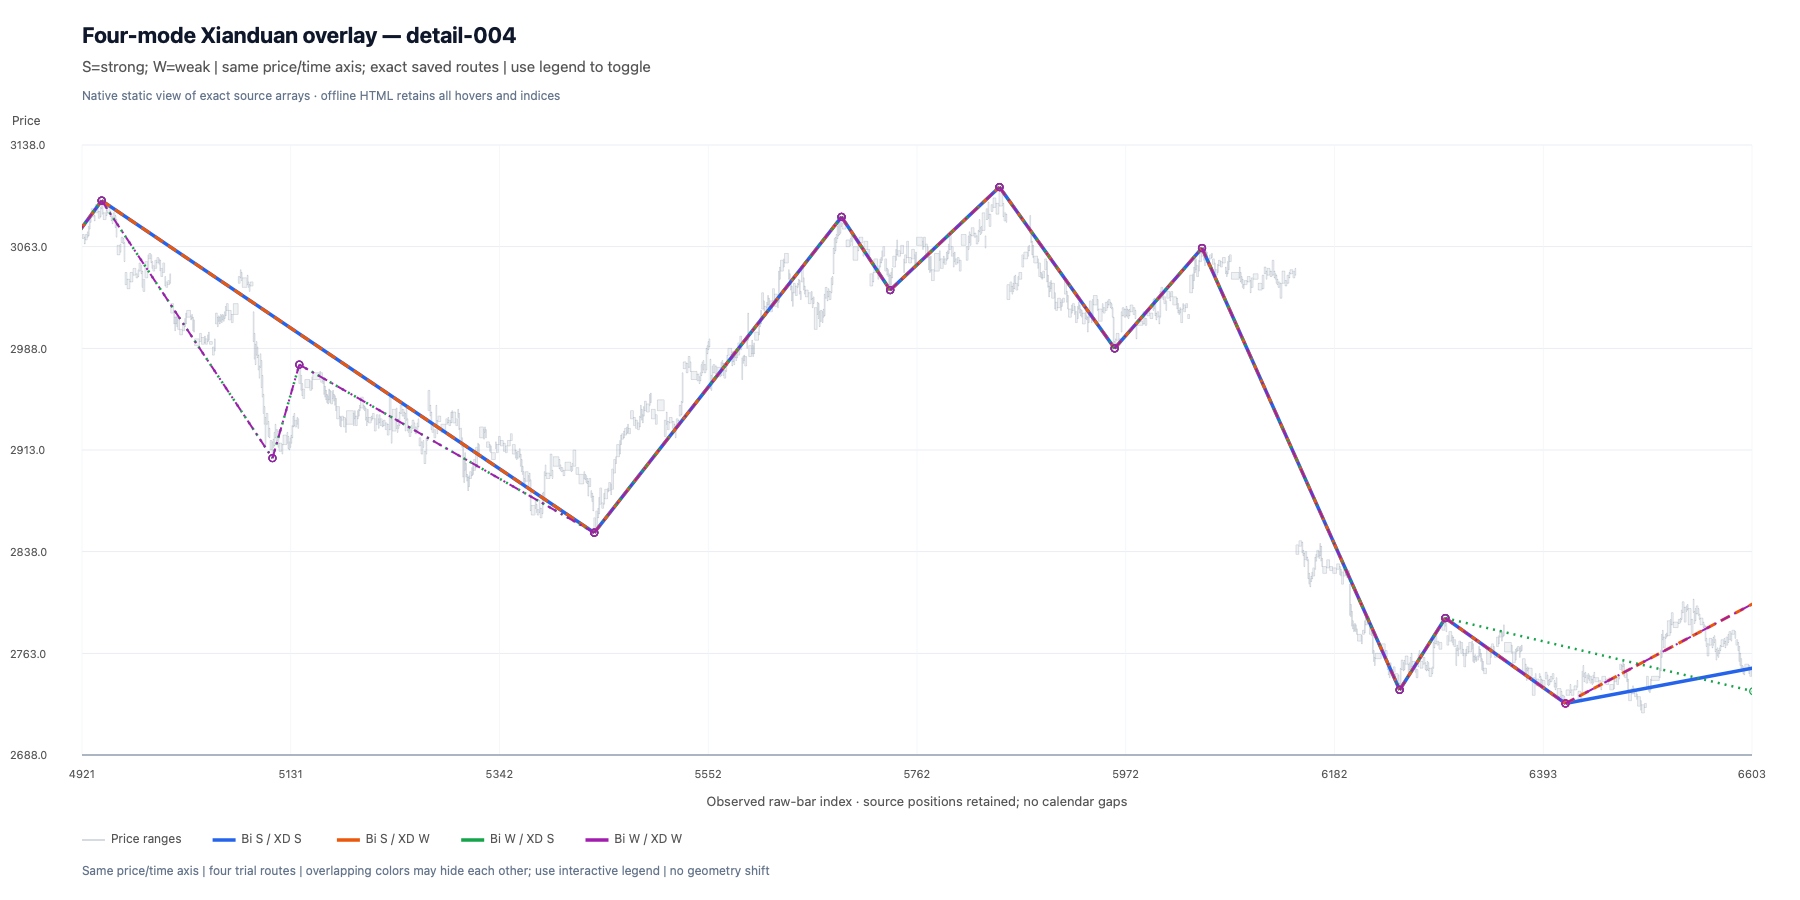 Four-mode Xianduan overlay — detail-004
S=strong; W=weak | same price/time axis; exact saved routes | use legend to toggle
Native static view of exact source arrays · offline HTML retains all hovers and indices
Price
3138.0
3063.0
2988.0
2913.0
2838.0
2763.0
2688.0
4921 5131 5342 5552 5762 5972 6182 6393 6603
Observed raw-bar index · source positions retained; no calendar gaps
Price ranges Bi S / XD S Bi S / XD W Bi W / XD S Bi W / XD W
Same price/time axis | four trial routes | overlapping colors may hide each other; use interactive legend | no geometry shift